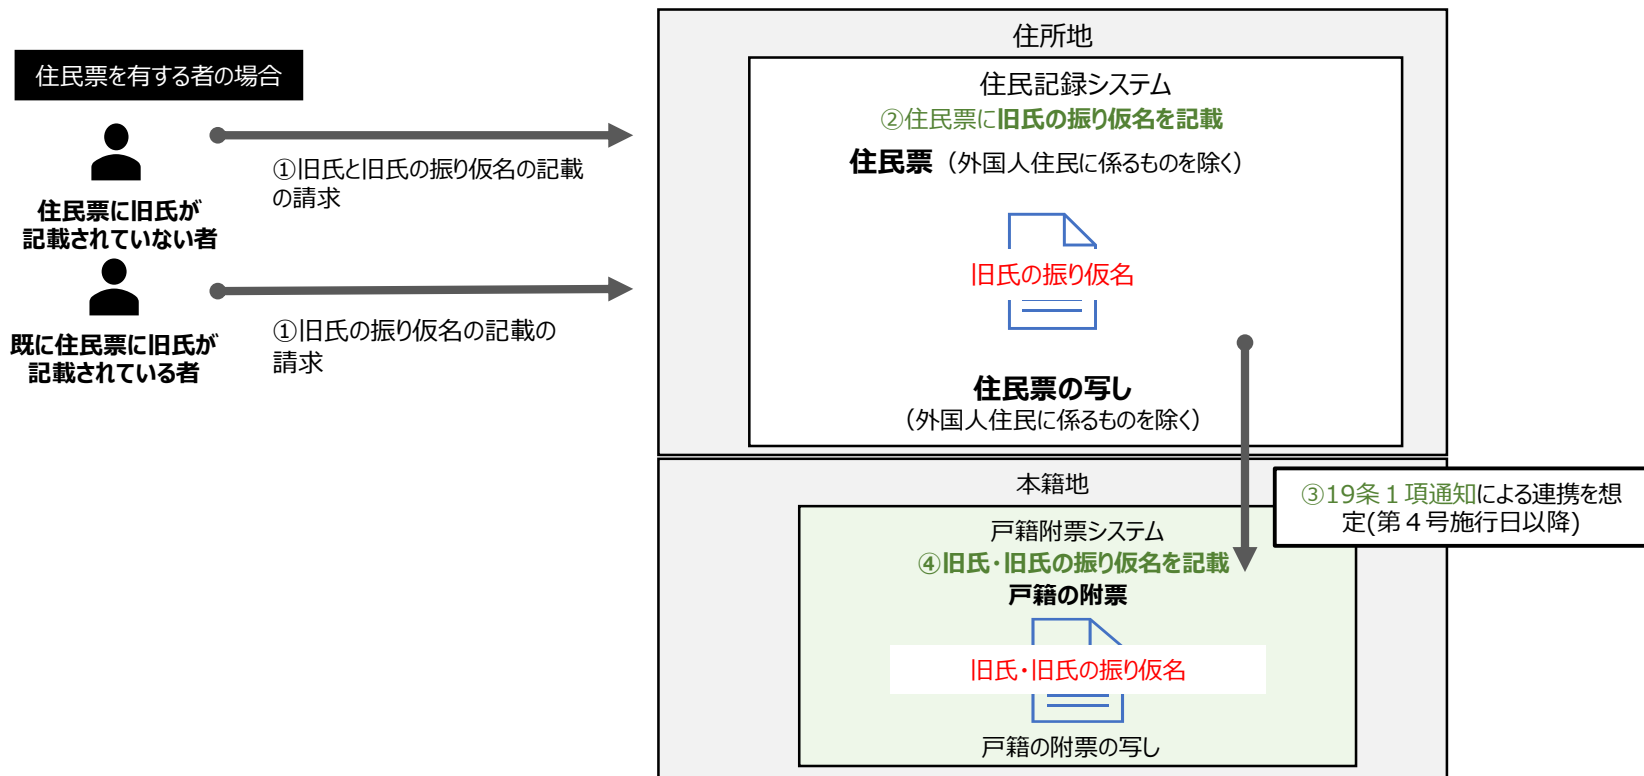 住民票を有する者の場合
住民票に旧氏が
記載されていない者
①旧氏と旧氏の振り仮名の記載
の請求
既に住民票に旧氏が
記載されている者
①旧氏の振り仮名の記載の
請求
住所地
住民記録システム
②住民票に旧氏の振り仮名を記載
住民票（外国人住民に係るものを除く）
旧氏の振り仮名
住民票の写し
（外国人住民に係るものを除く）
③19条１項通知による連携を想
定(第４号施行日以降)
本籍地
戸籍附票システム
④旧氏・旧氏の振り仮名を記載
戸籍の附票
旧氏・旧氏の振り仮名
戸籍の附票の写し